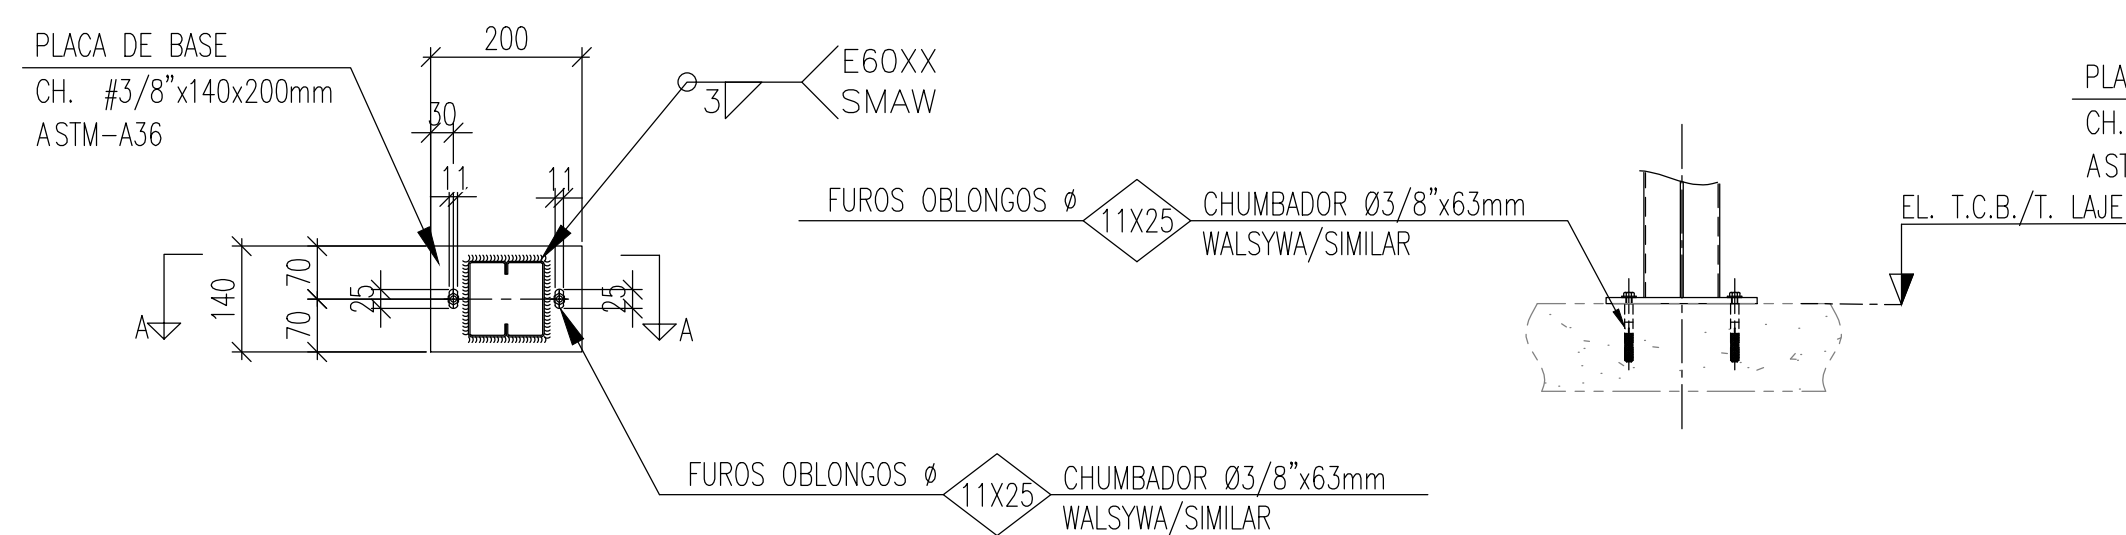 PLACA DE BASE
CH. #3/8"x140x200mm
ASTM-A36
200
30
11
11
E60XX
3
SMAW
140
70
70
25
25
A
A
FUROS OBLONGOS ø
11X25
CHUMBADOR Ø3/8"x63mm
WALSYWA/SIMILAR
FUROS OBLONGOS ø
11X25
CHUMBADOR Ø3/8"x63mm
WALSYWA/SIMILAR
EL. T.C.B./T. LAJE
PLA
CH.
AST